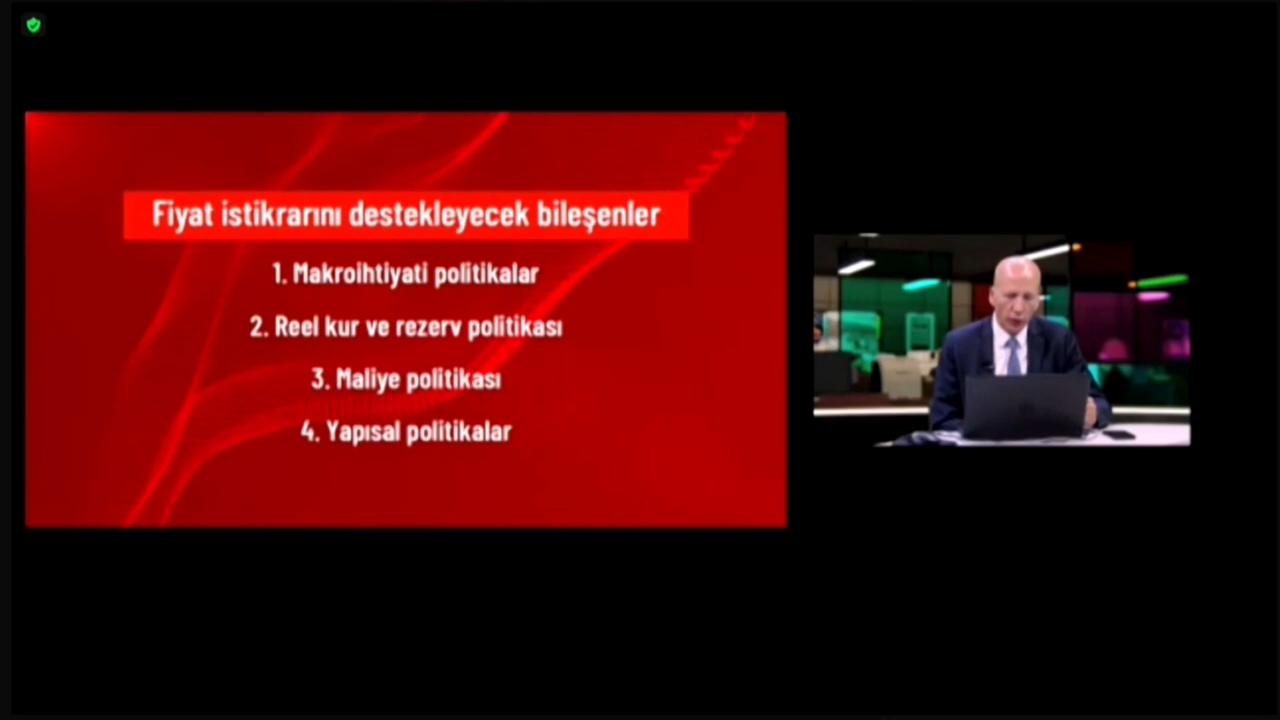 Fiyat istikrarını destekleyecek bileşenler
1. Makroihtiyati politikalar
2. Reel kur ve rezerv politikası
3. Maliye politikası
4. Yapısal politikalar